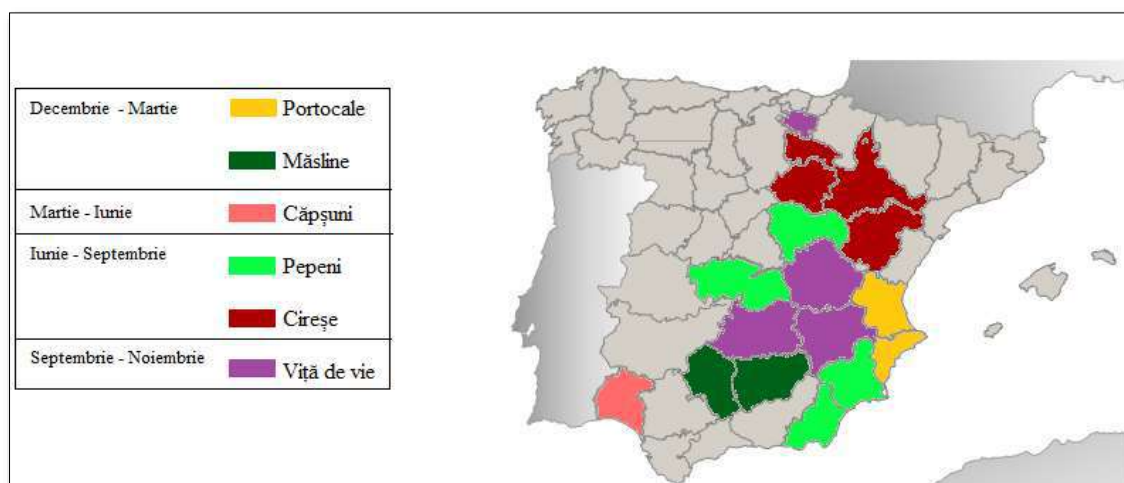 Decembrie - Martie
Portocale
Măsline
Martie - Iunie
Căpșuni
Iunie - Septembrie
Pepeni
Cireșe
Septembrie - Noiembrie
Viță de vie